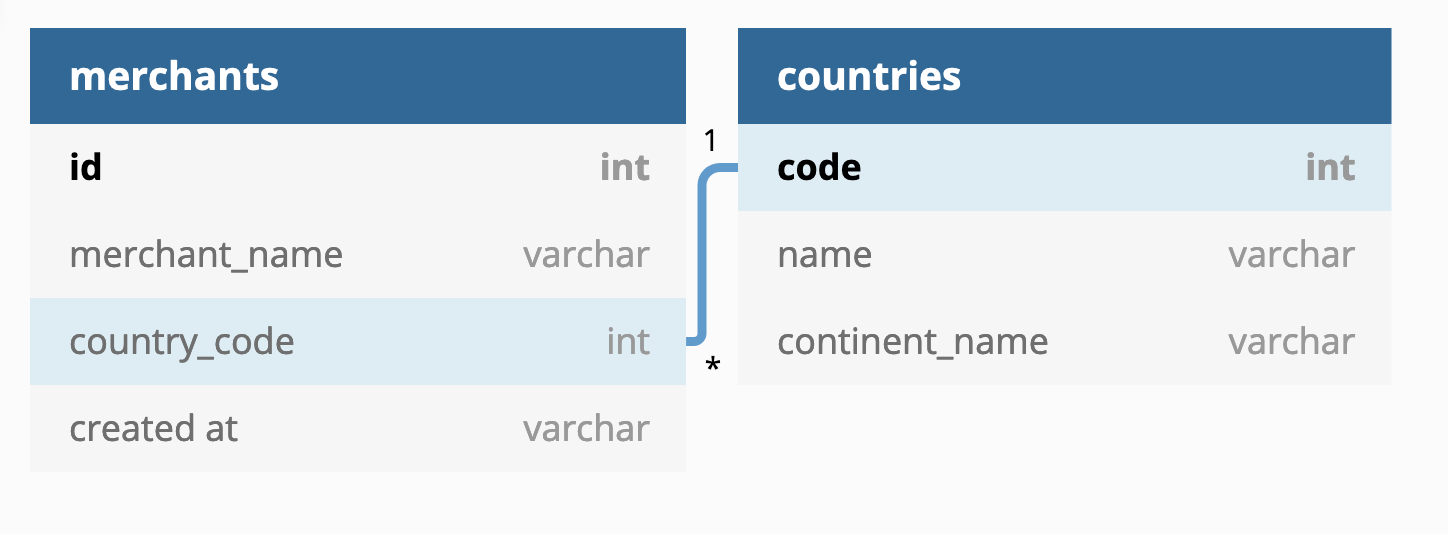 merchants
id int
merchant_name varchar
country_code int
created at varchar
1
*
countries
code int
name varchar
continent_name varchar